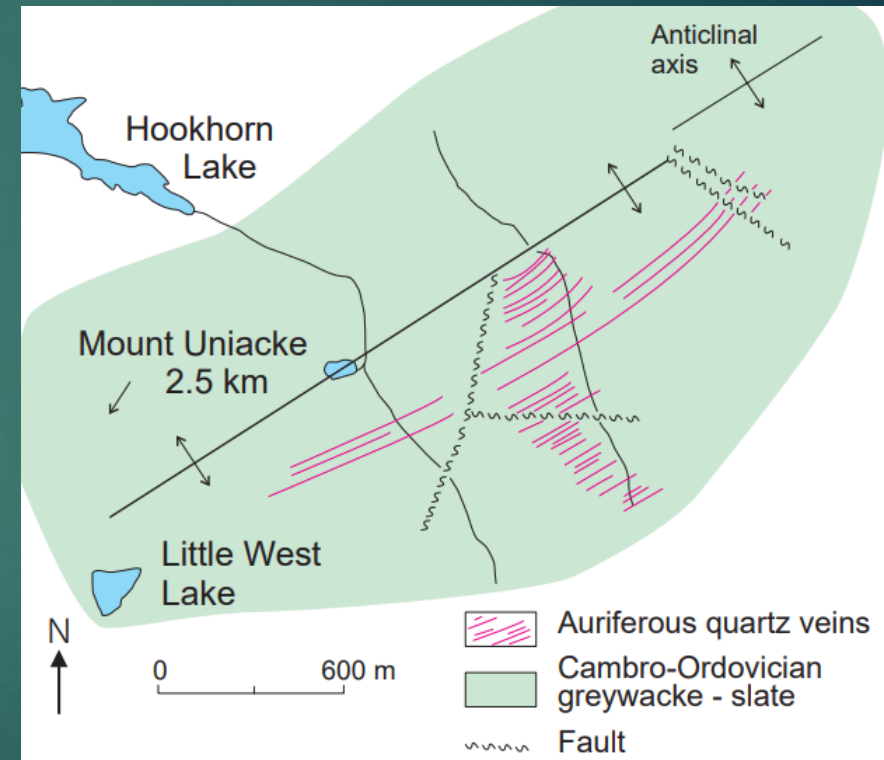 Anticlinal
axis
Hookhorn
Lake
Mount Uniacke
2.5 km
Little West
Lake
N
0 600 m
Auriferous quartz veins
Cambro-Ordovician
greywacke - slate
Fault